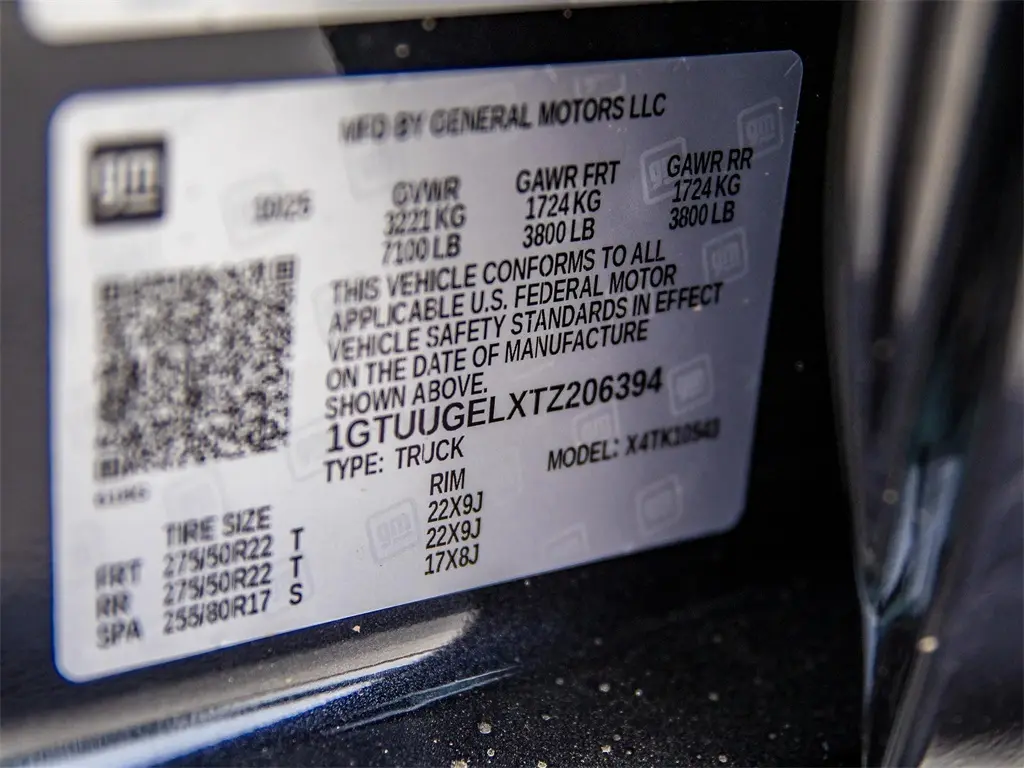 MFD BY GENERAL MOTORS LLC
gm
10/25
GVWR GAWR FRT GAWR RR
3221 KG 1724 KG 1724 KG
7100 LB 3800 LB 3800 LB
THIS VEHICLE CONFORMS TO ALL
APPLICABLE U.S. FEDERAL MOTOR
VEHICLE SAFETY STANDARDS IN EFFECT
ON THE DATE OF MANUFACTURE
SHOWN ABOVE.
1GTUUGELXTZ206394
TYPE: TRUCK MODEL: X4TK10543
TIRE SIZE RIM
FRT 275/50R22 T 22X9J
RR 275/50R22 T 22X9J
SPA 255/80R17 S 17X8J